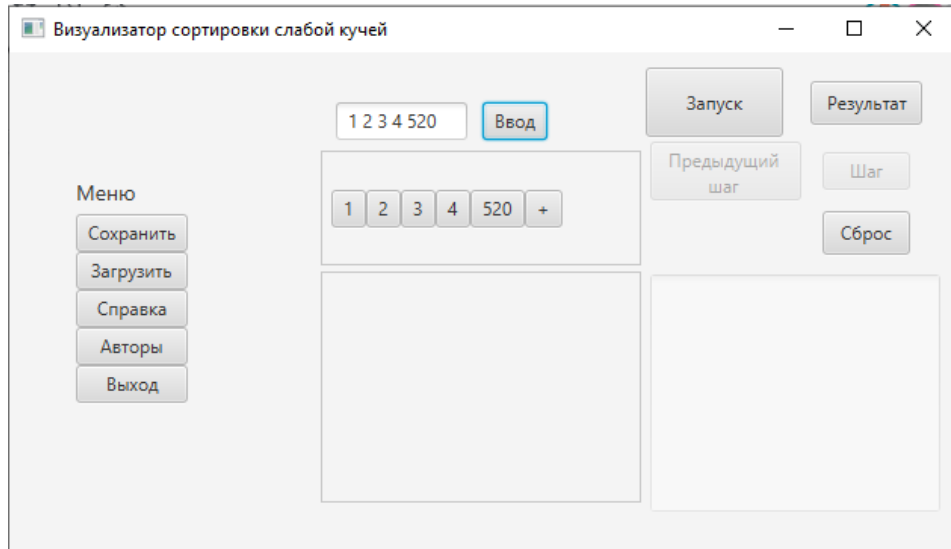 Визуализатор сортировки слабой кучей
1 2 3 4 520
Ввод
Запуск
Результат
Предыдущий
шаг
Шаг
Сброс
Меню
Сохранить
Загрузить
Справка
Авторы
Выход
1 2 3 4 520 +